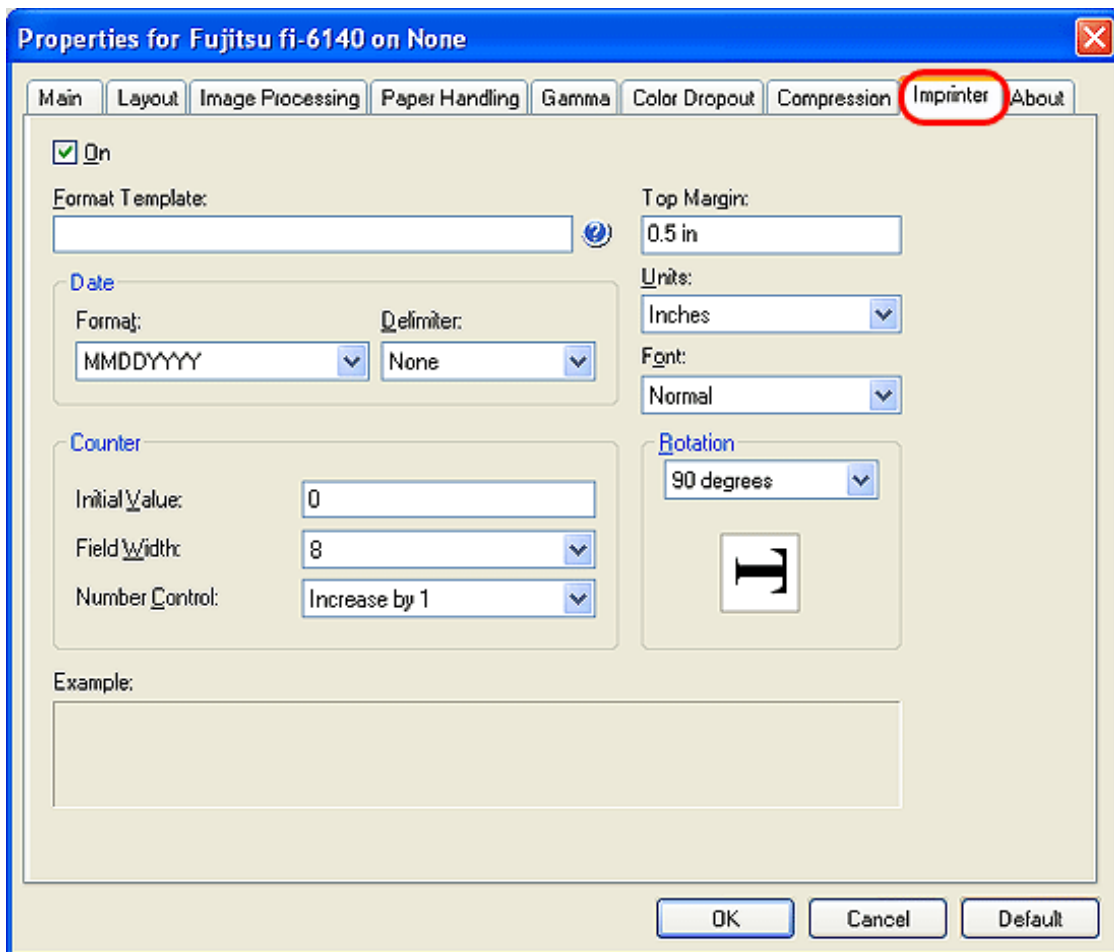 Properties for Fujitsu fi-6140 on None
Main Layout Image Processing Paper Handling Gamma Color Dropout Compression Imprinter About
On
Format Template:
Top Margin:
0.5 in
Date
Format:
Delimiter:
MMDDYYYY
None
Units:
Inches
Font:
Normal
Counter
Initial Value:
0
Field Width:
8
Number Control:
Increase by 1
Rotation
90 degrees
T
Example:
OK Cancel Default